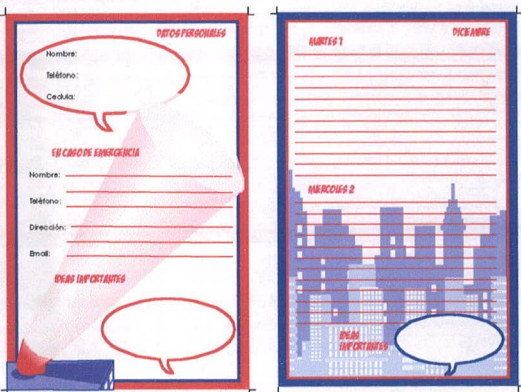 DATOS PERSONALES
Nombre:
Teléfono:
Cedula:
EN CASO DE EMERGENCIA
Nombre:
Teléfono:
Dirección:
Email:
IDEAS IMPORTANTES
DICIEMBRE
MARTES 1
MIERCOLES 2
IDEAS
IMPORTANTES